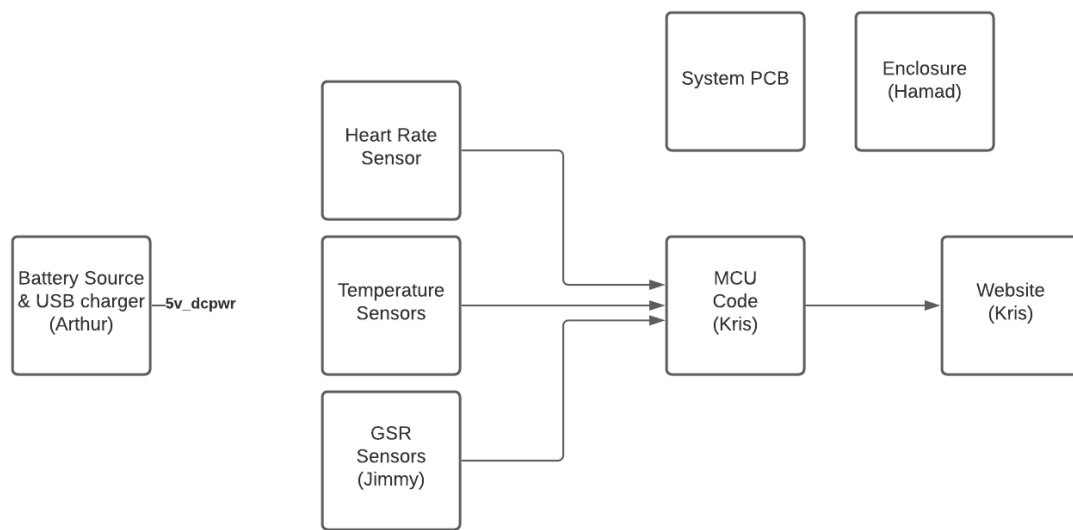 System PCB
Enclosure
(Hamad)
Heart Rate
Sensor
Battery Source
& USB charger
(Arthur)
5v_dcpwr
Temperature
Sensors
MCU
Code
(Kris)
Website
(Kris)
GSR
Sensors
(Jimmy)